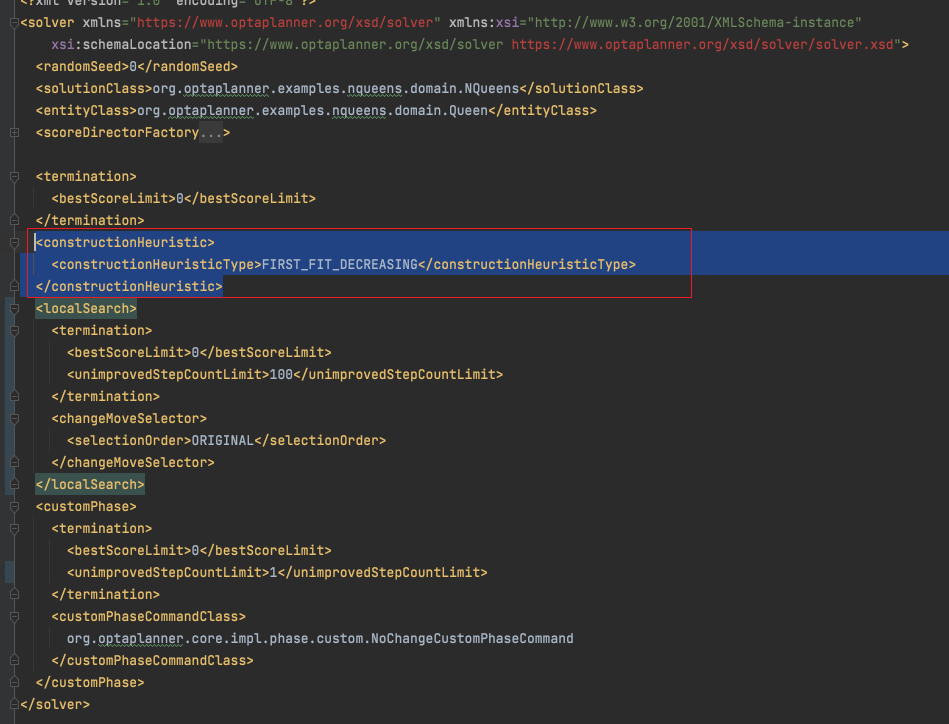 <?xml version="1.0" encoding="UTF-8"?>
<solver xmlns="https://www.optaplanner.org/xsd/solver" xmlns:xsi="http://www.w3.org/2001/XMLSchema-instance"
xsi:schemaLocation="https://www.optaplanner.org/xsd/solver https://www.optaplanner.org/xsd/solver/solver.xsd">
<randomSeed>0</randomSeed>
<solutionClass>org.optaplanner.examples.nqueens.domain.NQueens</solutionClass>
<entityClass>org.optaplanner.examples.nqueens.domain.Queen</entityClass>
<scoreDirectorFactory...>
<termination>
<bestScoreLimit>0</bestScoreLimit>
</termination>
<constructionHeuristic>
<constructionHeuristicType>FIRST_FIT_DECREASING</constructionHeuristicType>
</constructionHeuristic>
<localSearch>
<termination>
<bestScoreLimit>0</bestScoreLimit>
<unimprovedStepCountLimit>100</unimprovedStepCountLimit>
</termination>
<changeMoveSelector>
<selectionOrder>ORIGINAL</selectionOrder>
</changeMoveSelector>
</localSearch>
<customPhase>
<termination>
<bestScoreLimit>0</bestScoreLimit>
<unimprovedStepCountLimit>1</unimprovedStepCountLimit>
</termination>
<customPhaseCommandClass>
org.optaplanner.core.impl.phase.custom.NoChangeCustomPhaseCommand
</customPhaseCommandClass>
</customPhase>
</solver>